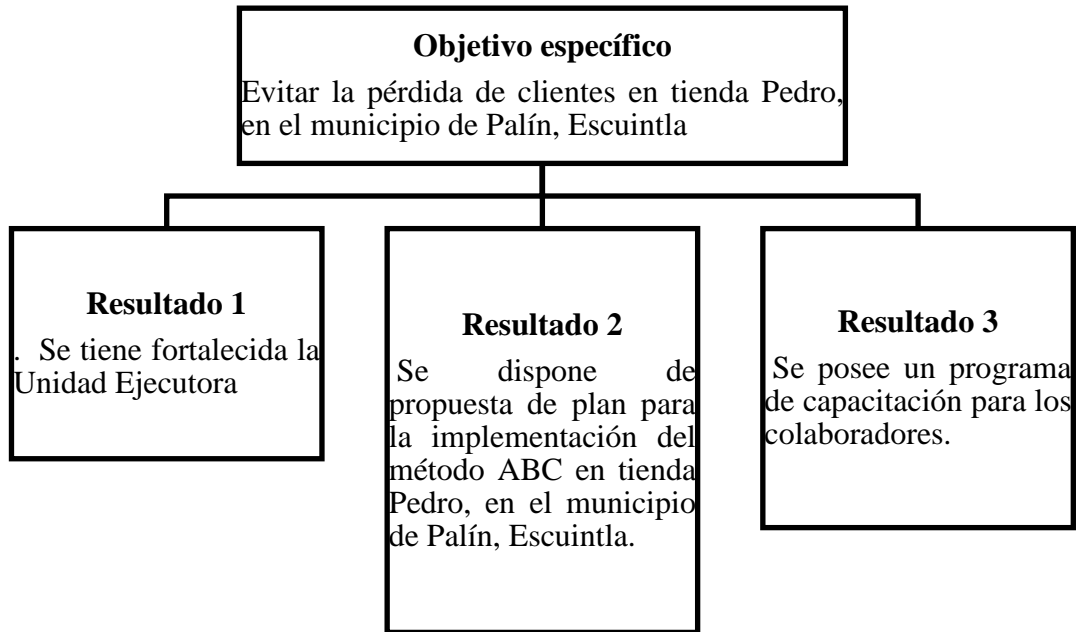 Objetivo específico
Evitar la pérdida de clientes en tienda Pedro,
en el municipio de Palín, Escuintla
Resultado 1
. Se tiene fortalecida la
Unidad Ejecutora
Resultado 2
Se dispone de
propuesta de plan para
la implementación del
método ABC en tienda
Pedro, en el municipio
de Palín, Escuintla.
Resultado 3
Se posee un programa
de capacitación para los
colaboradores.